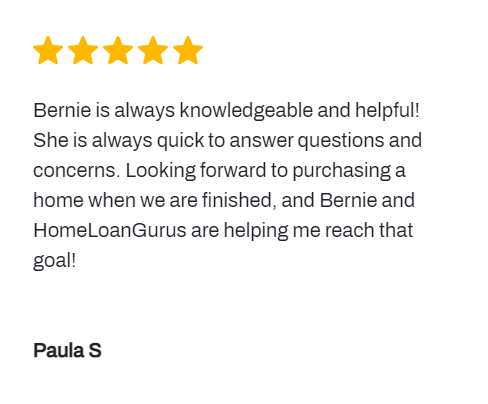 Bernie is always knowledgeable and helpful!
She is always quick to answer questions and
concerns. Looking forward to purchasing a
home when we are finished, and Bernie and
HomeLoanGurus are helping me reach that
goal!
Paula S